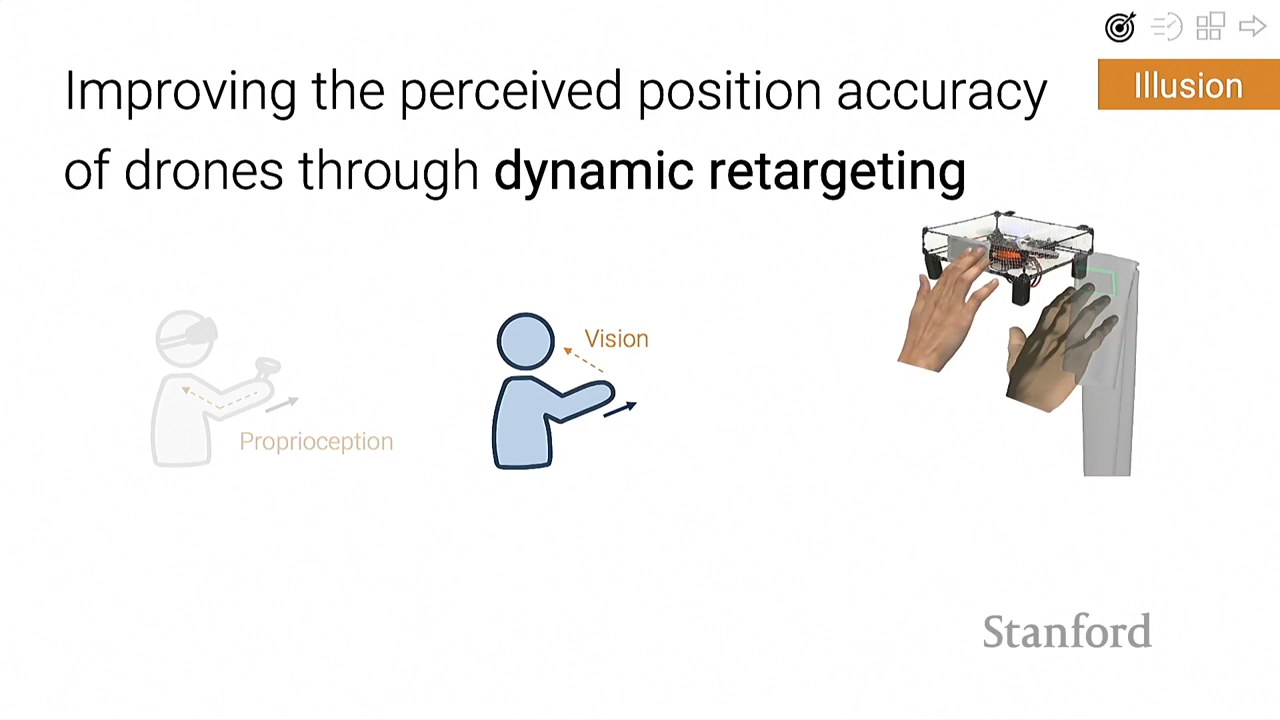 Illusion
Improving the perceived position accuracy
of drones through dynamic retargeting
Vision
Proprioception
Stanford